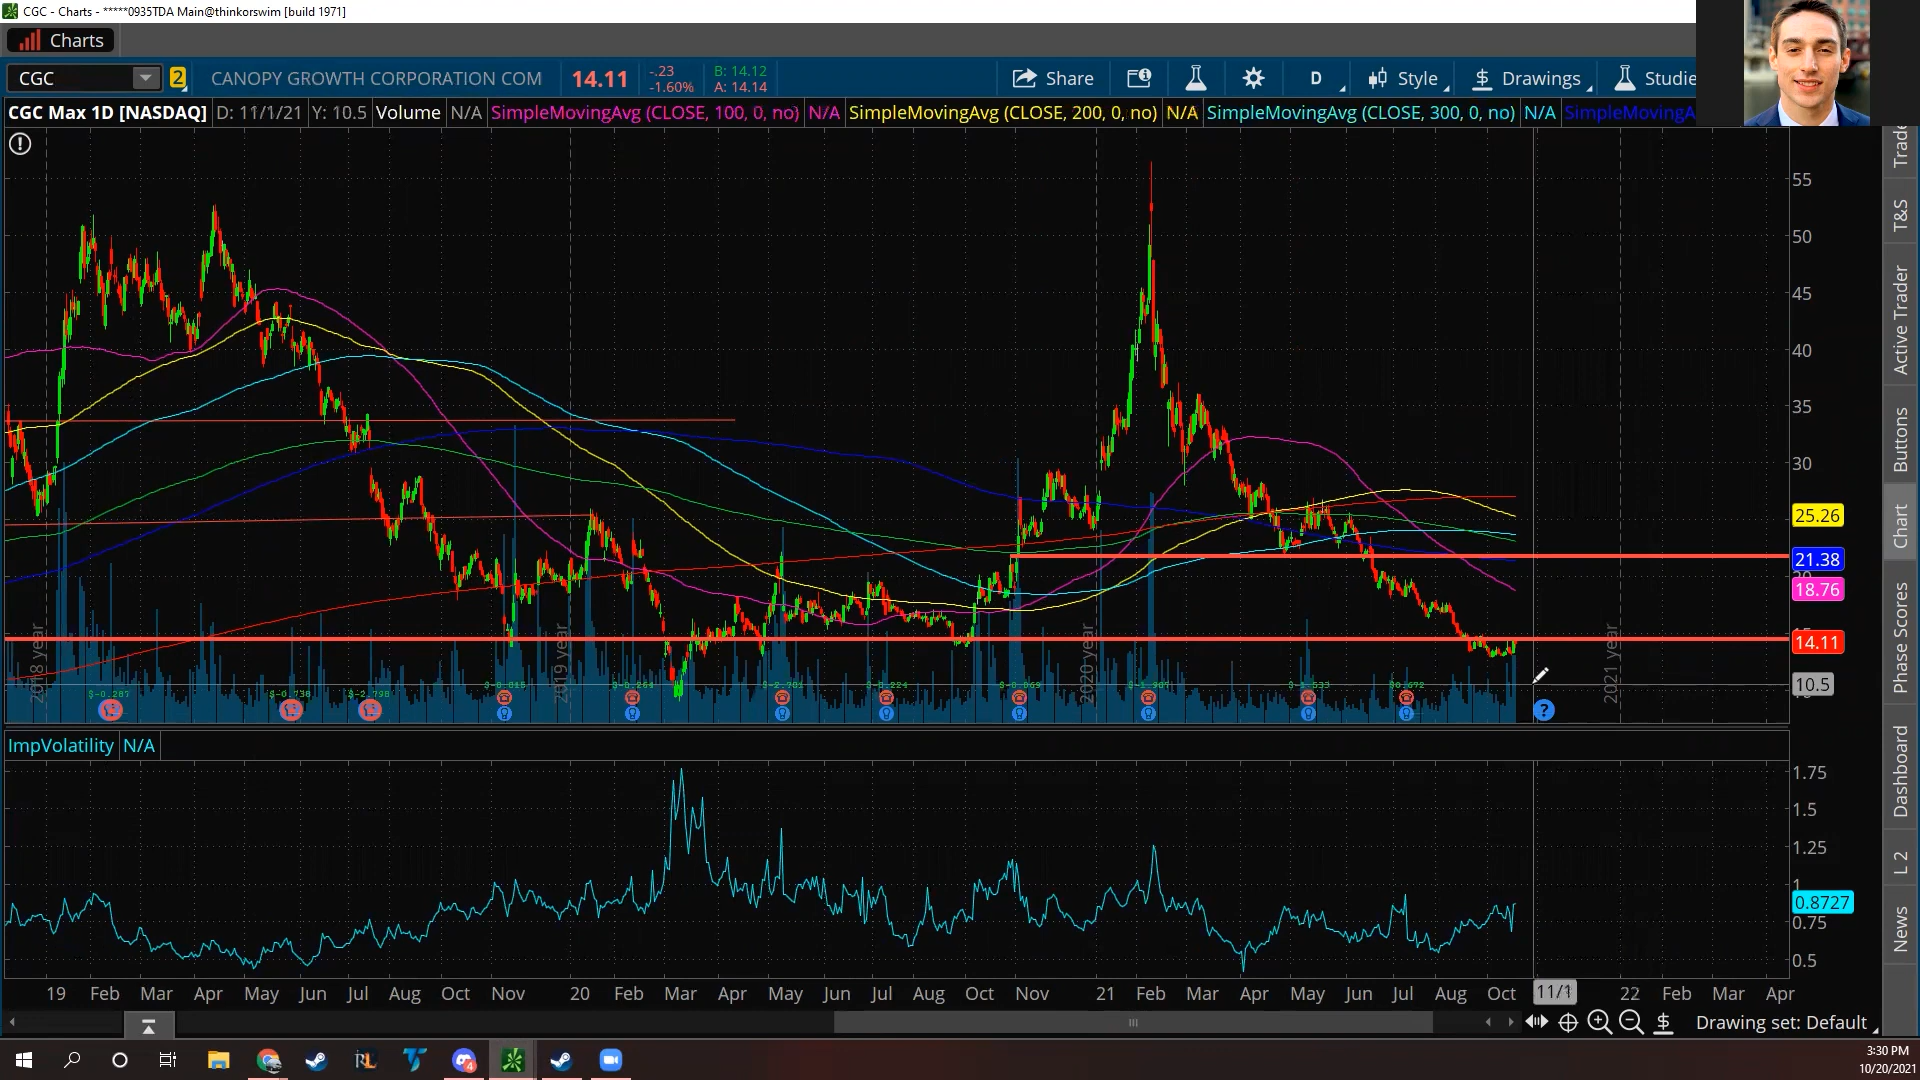 CGC - Charts - *****0935TDA Main@thinkorswim [build 1971]
Charts
CGC 2 CANOPY GROWTH CORPORATION COM 14.11 -.23 -1.60% B: 14.12 A: 14.14 Share D Style $ Drawings Studie
CGC Max 1D [NASDAQ] D: 11/1/21 Y: 10.5 Volume N/A SimpleMovingAvg (CLOSE, 100, 0, no) N/A SimpleMovingAvg (CLOSE, 200, 0, no) N/A SimpleMovingAvg (CLOSE, 300, 0, no) N/A SimpleMovingA
55
50
45
40
35
30
25.26
21.38
18.76
14.11
10.5
2018 year
2019 year
2020 year
2021 year
$-0.287
$-0.738
$-2.798
?
ImpVolatility N/A
1.75
1.5
1.25
1
0.8727
0.75
0.5
19 Feb Mar Apr May Jun Jul Aug Oct Nov 20 Feb Mar Apr May Jun Jul Aug Oct Nov 21 Feb Mar Apr May Jun Jul Aug Oct 11/1 22 Feb Mar Apr
Drawing set: Default
Trade
T&S
Active Trader
Buttons
Chart
Phase Scores
Dashboard
L2
News
3:30 PM
10/20/2021